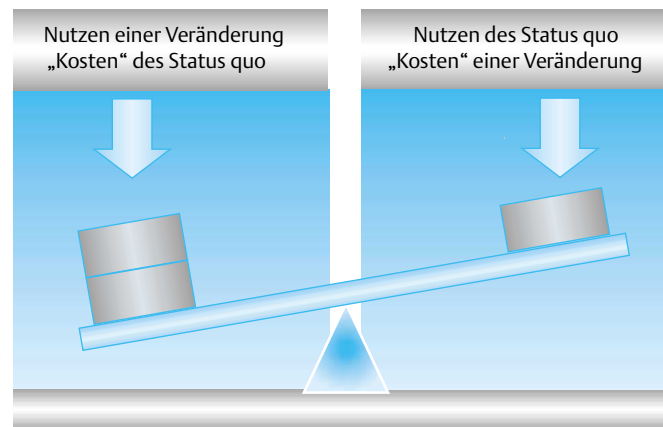 Nutzen einer Veränderung
„Kosten“ des Status quo
Nutzen des Status quo
„Kosten“ einer Veränderung